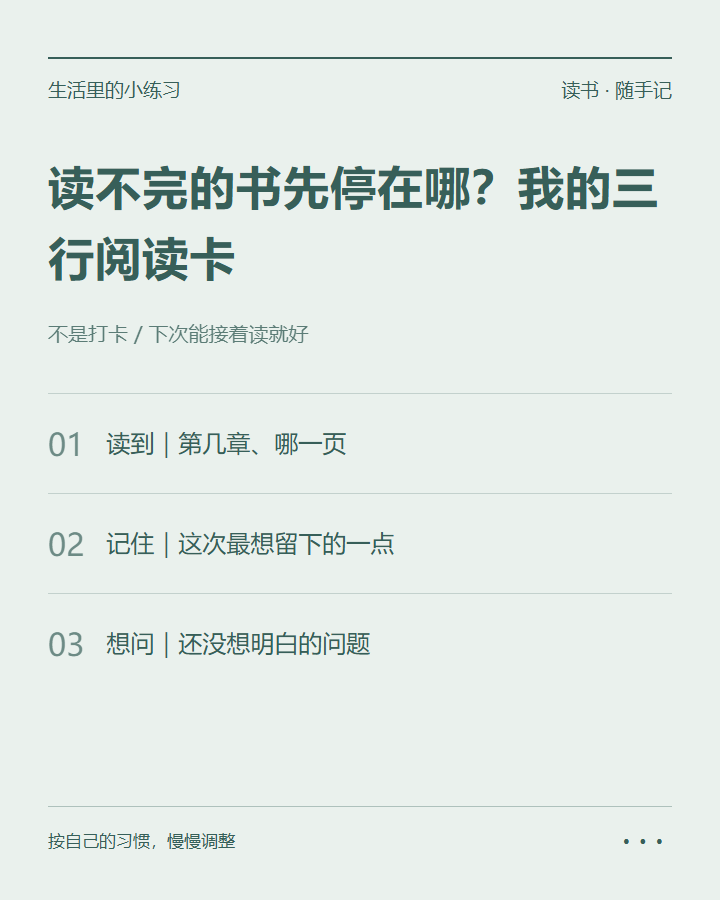 生活里的小练习
读书 · 随手记
读不完的书先停在哪？我的三
行阅读卡
不是打卡 / 下次能接着读就好
01 读到｜第几章、哪一页
02 记住｜这次最想留下的一点
03 想问｜还没想明白的问题
按自己的习惯，慢慢调整
• • •